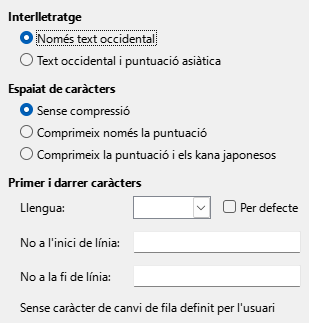 Interlletratge
Només text occidental
Text occidental i puntuació asiàtica
Espaiat de caràcters
Sense compressió
Comprimeix només la puntuació
Comprimeix la puntuació i els kana japonesos
Primer i darrer caràcters
Llengua: Per defecte
No a l'inici de línia:
No a la fi de línia:
Sense caràcter de canvi de fila definit per l'usuari